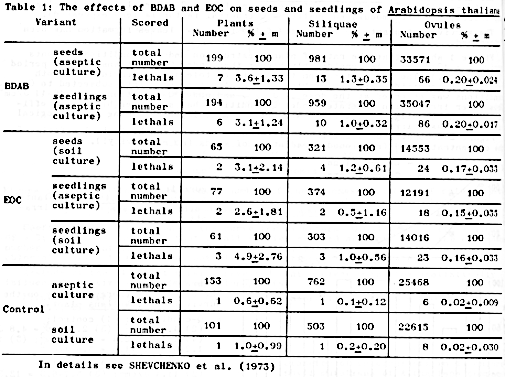 Table 1: The effects of BDAB and EOC on seeds and seedlings of Arabidopsis thaliana
Variant Scored Plants Siliquae Ovules
Number % ± m Number % ± m Number % ± m
BDAB seeds (aseptic culture) total number 199 100 981 100 33571 100
lethals 7 3.6±1.33 13 1.3±0.35 66 0.20±0.024
seedlings (aseptic culture) total number 194 100 959 100 35047 100
lethals 6 3.1±1.24 10 1.0±0.32 86 0.20±0.017
EOC seeds (soil culture) total number 65 100 321 100 14553 100
lethals 2 3.1±2.14 4 1.2±0.61 24 0.17±0.033
seedlings (aseptic culture) total number 77 100 374 100 12191 100
lethals 2 2.6±1.81 2 0.5±1.16 18 0.15±0.033
seedlings (soil culture) total number 61 100 303 100 14016 100
lethals 3 4.9±2.76 3 1.0±0.56 23 0.16±0.033
Control aseptic culture total number 153 100 762 100 25468 100
lethals 1 0.6±0.62 1 0.1±0.12 6 0.02±0.009
soil culture total number 101 100 503 100 22615 100
lethals 1 1.0±0.99 1 0.2±0.20 8 0.02±0.030
In details see SHEVCHENKO et al. (1973)